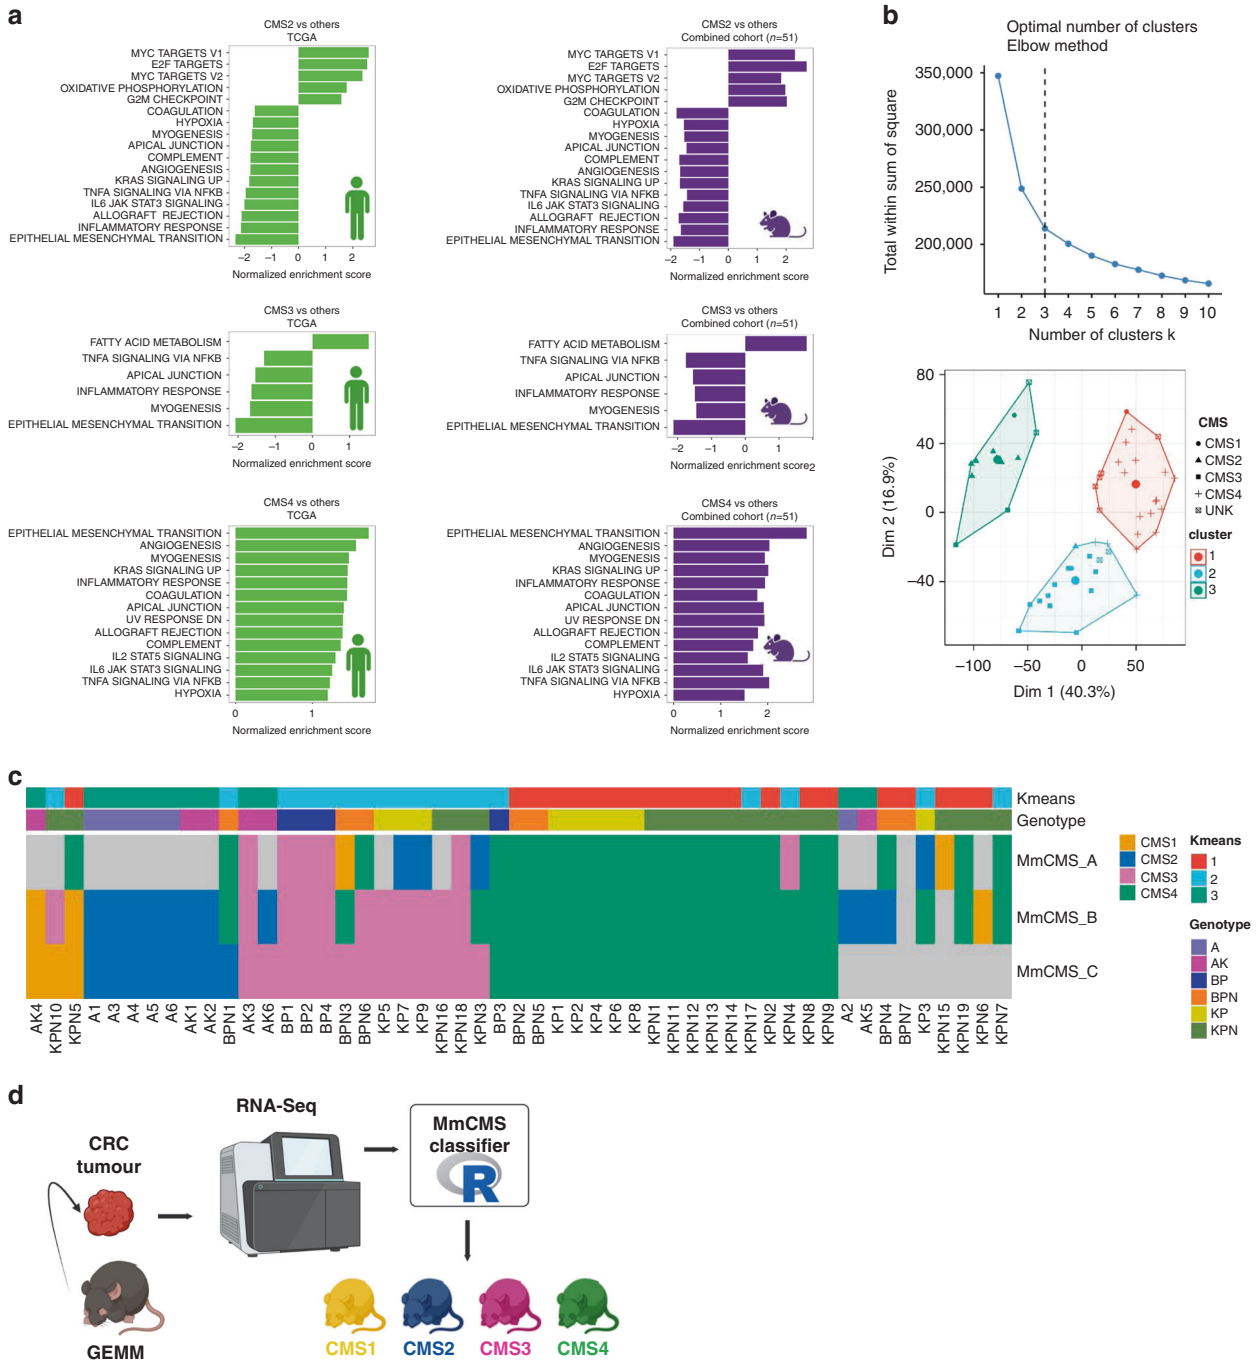 a
CMS2 vs others
TCGA
MYC TARGETS V1
E2F TARGETS
MYC TARGETS V2
OXIDATIVE PHOSPHORYLATION
G2M CHECKPOINT
COAGULATION
HYPOXIA
MYOGENESIS
APICAL JUNCTION
COMPLEMENT
ANGIOGENESIS
KRAS SIGNALING UP
TNFA SIGNALING VIA NFKB
IL6 JAK STAT3 SIGNALING
ALLOGRAFT REJECTION
INFLAMMATORY RESPONSE
EPITHELIAL MESENCHYMAL TRANSITION
−2 −1 0 1 2
Normalized enrichment score
CMS2 vs others
Combined cohort (n=51)
MYC TARGETS V1
E2F TARGETS
MYC TARGETS V2
OXIDATIVE PHOSPHORYLATION
G2M CHECKPOINT
COAGULATION
HYPOXIA
MYOGENESIS
APICAL JUNCTION
COMPLEMENT
ANGIOGENESIS
KRAS SIGNALING UP
TNFA SIGNALING VIA NFKB
IL6 JAK STAT3 SIGNALING
ALLOGRAFT REJECTION
INFLAMMATORY RESPONSE
EPITHELIAL MESENCHYMAL TRANSITION
−2 −1 0 1 2
Normalized enrichment score
CMS3 vs others
TCGA
FATTY ACID METABOLISM
TNFA SIGNALING VIA NFKB
APICAL JUNCTION
INFLAMMATORY RESPONSE
MYOGENESIS
EPITHELIAL MESENCHYMAL TRANSITION
−2 −1 0 1
Normalized enrichment score
CMS3 vs others
Combined cohort (n=51)
FATTY ACID METABOLISM
TNFA SIGNALING VIA NFKB
APICAL JUNCTION
INFLAMMATORY RESPONSE
MYOGENESIS
EPITHELIAL MESENCHYMAL TRANSITION
−2 −1 0 1 2
Normalized enrichment score
CMS4 vs others
TCGA
EPITHELIAL MESENCHYMAL TRANSITION
ANGIOGENESIS
MYOGENESIS
KRAS SIGNALING UP
INFLAMMATORY RESPONSE
COAGULATION
APICAL JUNCTION
UV RESPONSE DN
ALLOGRAFT REJECTION
COMPLEMENT
IL2 STAT5 SIGNALING
IL6 JAK STAT3 SIGNALING
TNFA SIGNALING VIA NFKB
HYPOXIA
0 1
Normalized enrichment score
CMS4 vs others
Combined cohort (n=51)
EPITHELIAL MESENCHYMAL TRANSITION
ANGIOGENESIS
MYOGENESIS
KRAS SIGNALING UP
INFLAMMATORY RESPONSE
COAGULATION
APICAL JUNCTION
UV RESPONSE DN
ALLOGRAFT REJECTION
COMPLEMENT
IL2 STAT5 SIGNALING
IL6 JAK STAT3 SIGNALING
TNFA SIGNALING VIA NFKB
HYPOXIA
0 1 2
Normalized enrichment score
b
Optimal number of clusters
Elbow method
Total within sum of square
350,000
300,000
250,000
200,000
1 2 3 4 5 6 7 8 9 10
Number of clusters k
Dim 2 (16.9%)
80
40
0
−40
−100 −50 0 50
Dim 1 (40.3%)
CMS
CMS1
CMS2
CMS3
CMS4
UNK
cluster
1
2
3
c
Kmeans
Genotype
MmCMS_A
MmCMS_B
MmCMS_C
AK4 KPN10 KPN5 A1 A3 A4 A5 A6 AK1 AK2 BPN1 AK3 AK6 BP1 BP2 BP4 BPN3 BPN6 KP5 KP7 KP9 KPN16 KPN18 KPN3 BP3 BPN2 BPN5 KP1 KP2 KP4 KP6 KP8 KPN1 KPN11 KPN12 KPN13 KPN14 KPN17 KPN2 KPN4 KPN8 KPN9 A2 AK5 BPN4 BPN7 KP3 KPN15 KPN19 KPN6 KPN7
CMS1
CMS2
CMS3
CMS4
Kmeans
1
2
3
Genotype
A
AK
BP
BPN
KP
KPN
d
CRC
tumour
GEMM
RNA-Seq
MmCMS
classifier
R
CMS1 CMS2 CMS3 CMS4